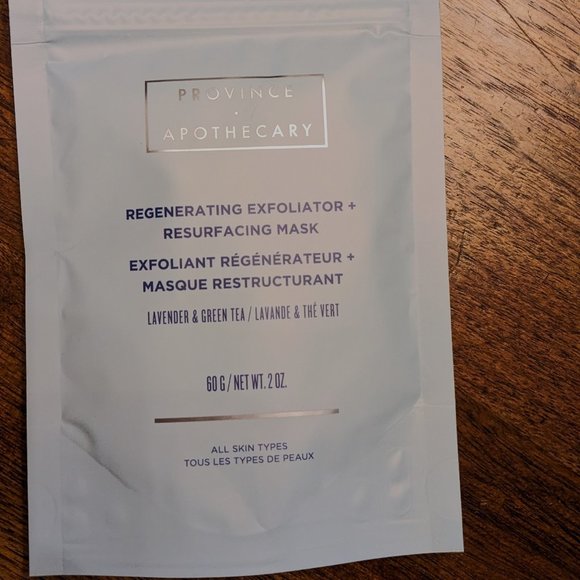 PROVINCE
APOTHECARY
REGENERATING EXFOLIATOR +
RESURFACING MASK
EXFOLIANT RÉGÉNÉRATEUR +
MASQUE RESTRUCTURANT
LAVENDER & GREEN TEA / LAVANDE & THÉ VERT
60 G / NET WT. 2 OZ.
ALL SKIN TYPES
TOUS LES TYPES DE PEAUX